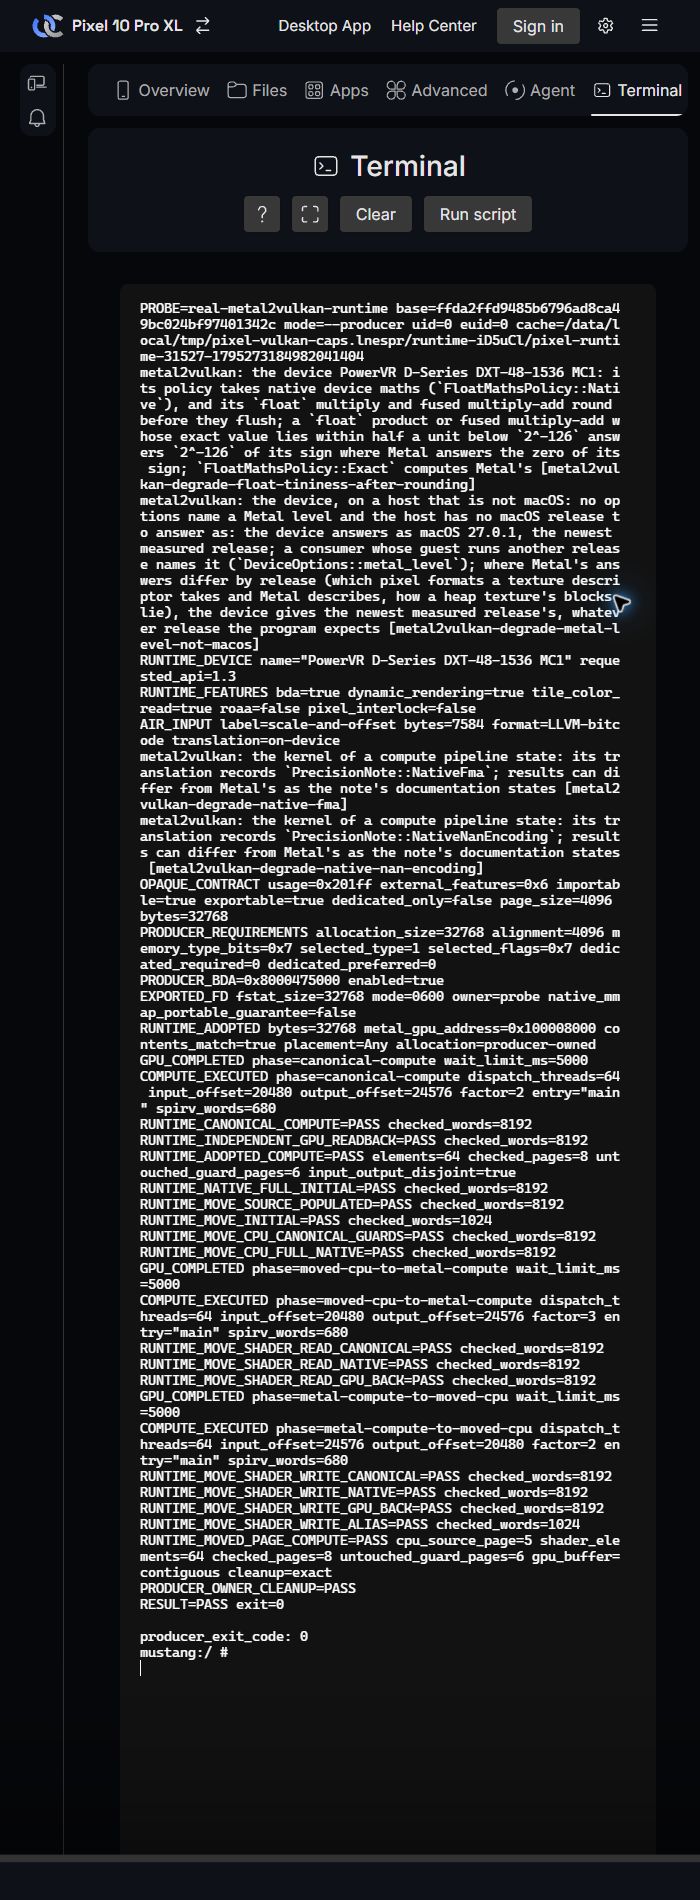 Pixel 10 Pro XL
Desktop App
Help Center
Sign in
Overview
Files
Apps
Advanced
Agent
Terminal
Terminal
?
Clear
Run script
PROBE=real-metal2vulkan-runtime base=ffda2ffd9485b6796ad8ca4
9bc024bf97401342c mode=--producer uid=0 euid=0 cache=/data/l
ocal/tmp/pixel-vulkan-caps.lnespr/runtime-iD5uCl/pixel-runti
me-31527-1795273184982041404
metal2vulkan: the device PowerVR D-Series DXT-48-1536 MC1: i
ts policy takes native device maths (`FloatMathsPolicy::Nati
ve`), and its `float` multiply and fused multiply-add round
before they flush; a `float` product or fused multiply-add w
hose exact value lies within half a unit below `2^-126` answ
ers `2^-126` of its sign where Metal answers the zero of its
 sign; `FloatMathsPolicy::Exact` computes Metal's [metal2vul
kan-degrade-float-tininess-after-rounding]
metal2vulkan: the device, on a host that is not macOS: no op
tions name a Metal level and the host has no macOS release t
o answer as: the device answers as macOS 27.0.1, the newest
measured release; a consumer whose guest runs another releas
e names it (`DeviceOptions::metal_level`); where Metal's ans
wers differ by release (which pixel formats a texture descri
ptor takes and Metal describes, how a heap texture's blocks
lie), the device gives the newest measured release's, whatev
er release the program expects [metal2vulkan-degrade-metal-l
evel-not-macos]
RUNTIME_DEVICE name="PowerVR D-Series DXT-48-1536 MC1" reque
sted_api=1.3
RUNTIME_FEATURES bda=true dynamic_rendering=true tile_color_
read=true roaa=false pixel_interlock=false
AIR_INPUT label=scale-and-offset bytes=7584 format=LLVM-bitc
ode translation=on-device
metal2vulkan: the kernel of a compute pipeline state: its tr
anslation records `PrecisionNote::NativeFma`; results can di
ffer from Metal's as the note's documentation states [metal2
vulkan-degrade-native-fma]
metal2vulkan: the kernel of a compute pipeline state: its tr
anslation records `PrecisionNote::NativeNanEncoding`; result
s can differ from Metal's as the note's documentation states
 [metal2vulkan-degrade-native-nan-encoding]
OPAQUE_CONTRACT usage=0x201ff external_features=0x6 importab
le=true exportable=true dedicated_only=false page_size=4096
bytes=32768
PRODUCER_REQUIREMENTS allocation_size=32768 alignment=4096 m
emory_type_bits=0x7 selected_type=1 selected_flags=0x7 dedic
ated_required=0 dedicated_preferred=0
PRODUCER_BDA=0x8000475000 enabled=true
EXPORTED_FD fstat_size=32768 mode=0600 owner=probe native_mm
ap_portable_guarantee=false
RUNTIME_ADOPTED bytes=32768 metal_gpu_address=0x100008000 co
ntents_match=true placement=Any allocation=producer-owned
GPU_COMPLETED phase=canonical-compute wait_limit_ms=5000
COMPUTE_EXECUTED phase=canonical-compute dispatch_threads=64
 input_offset=20480 output_offset=24576 factor=2 entry="main
" spirv_words=680
RUNTIME_CANONICAL_COMPUTE=PASS checked_words=8192
RUNTIME_INDEPENDENT_GPU_READBACK=PASS checked_words=8192
RUNTIME_ADOPTED_COMPUTE=PASS elements=64 checked_pages=8 unt
ouched_guard_pages=6 input_output_disjoint=true
RUNTIME_NATIVE_FULL_INITIAL=PASS checked_words=8192
RUNTIME_MOVE_SOURCE_POPULATED=PASS checked_words=8192
RUNTIME_MOVE_INITIAL=PASS checked_words=1024
RUNTIME_MOVE_CPU_CANONICAL_GUARDS=PASS checked_words=8192
RUNTIME_MOVE_CPU_FULL_NATIVE=PASS checked_words=8192
GPU_COMPLETED phase=moved-cpu-to-metal-compute wait_limit_ms
=5000
COMPUTE_EXECUTED phase=moved-cpu-to-metal-compute dispatch_t
hreads=64 input_offset=20480 output_offset=24576 factor=3 en
try="main" spirv_words=680
RUNTIME_MOVE_SHADER_READ_CANONICAL=PASS checked_words=8192
RUNTIME_MOVE_SHADER_READ_NATIVE=PASS checked_words=8192
RUNTIME_MOVE_SHADER_READ_GPU_BACK=PASS checked_words=8192
GPU_COMPLETED phase=metal-compute-to-moved-cpu wait_limit_ms
=5000
COMPUTE_EXECUTED phase=metal-compute-to-moved-cpu dispatch_t
hreads=64 input_offset=24576 output_offset=20480 factor=2 en
try="main" spirv_words=680
RUNTIME_MOVE_SHADER_WRITE_CANONICAL=PASS checked_words=8192
RUNTIME_MOVE_SHADER_WRITE_NATIVE=PASS checked_words=8192
RUNTIME_MOVE_SHADER_WRITE_GPU_BACK=PASS checked_words=8192
RUNTIME_MOVE_SHADER_WRITE_ALIAS=PASS checked_words=1024
RUNTIME_MOVED_PAGE_COMPUTE=PASS cpu_source_page=5 shader_ele
ments=64 checked_pages=8 untouched_guard_pages=6 gpu_buffer=
contiguous cleanup=exact
PRODUCER_OWNER_CLEANUP=PASS
RESULT=PASS exit=0
producer_exit_code: 0
mustang:/ #